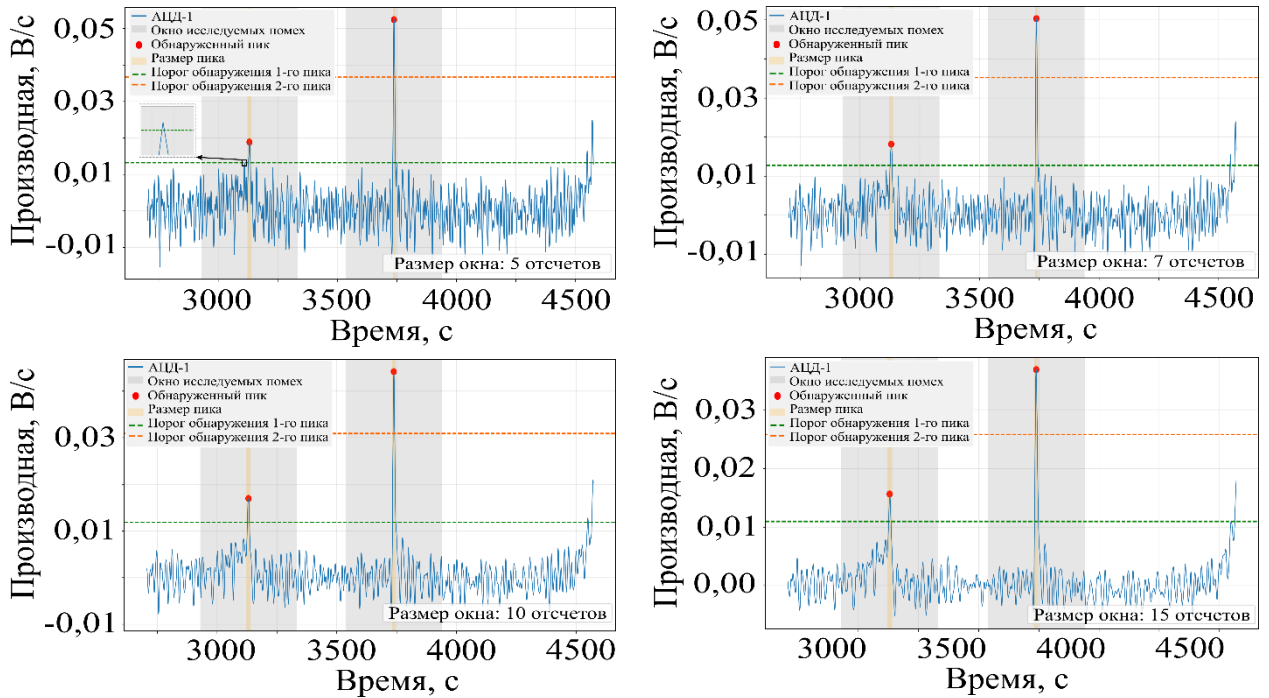 Производная, В/с
0,05
0,03
0,01
-0,01
АЦД-1
Окно исследуемых помех
Обнаруженный пик
Размер пика
Порог обнаружения 1-го пика
Порог обнаружения 2-го пика
Размер окна: 5 отсчетов
3000 3500 4000 4500
Время, с
Производная, В/с
0,05
0,03
0,01
-0,01
АЦД-1
Окно исследуемых помех
Обнаруженный пик
Размер пика
Порог обнаружения 1-го пика
Порог обнаружения 2-го пика
Размер окна: 7 отсчетов
3000 3500 4000 4500
Время, с
Производная, В/с
0,03
0,01
-0,01
АЦД-1
Окно исследуемых помех
Обнаруженный пик
Размер пика
Порог обнаружения 1-го пика
Порог обнаружения 2-го пика
Размер окна: 10 отсчетов
3000 3500 4000 4500
Время, с
Производная, В/с
0,03
0,02
0,01
0,00
АЦД-1
Окно исследуемых помех
Обнаруженный пик
Размер пика
Порог обнаружения 1-го пика
Порог обнаружения 2-го пика
Размер окна: 15 отсчетов
3000 3500 4000 4500
Время, с